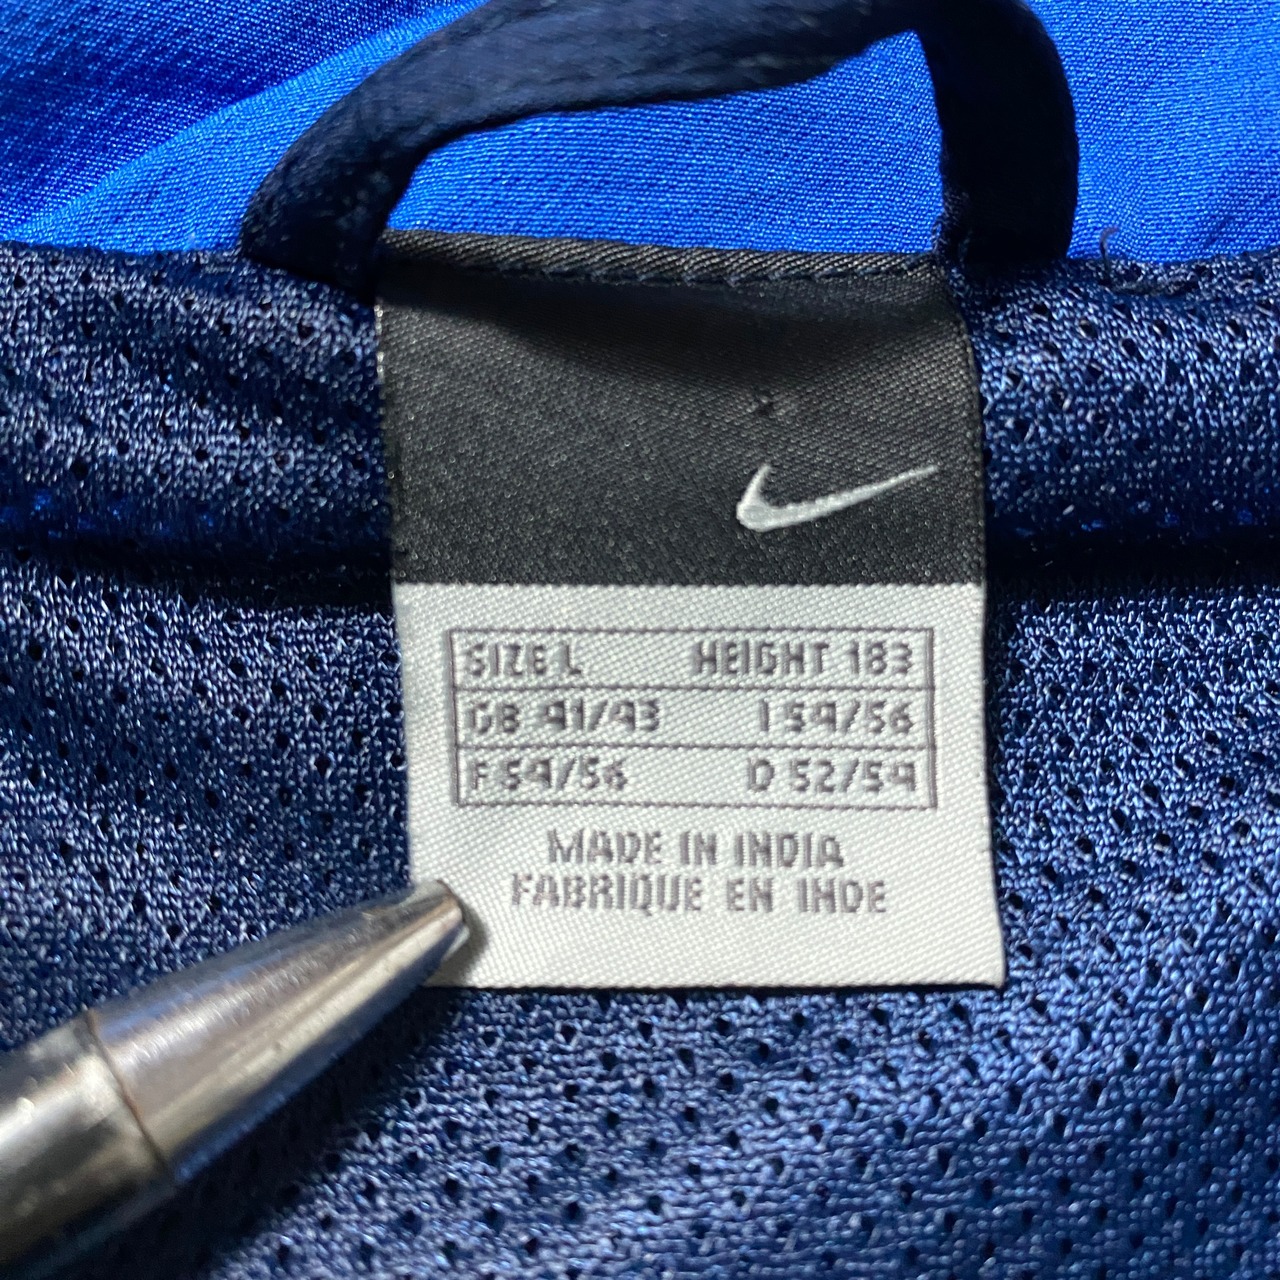 SIZE L HEIGHT 183
GB 41/43 I 54/56
F 54/56 D 52/54
MADE IN INDIA
FABRIQUE EN INDE